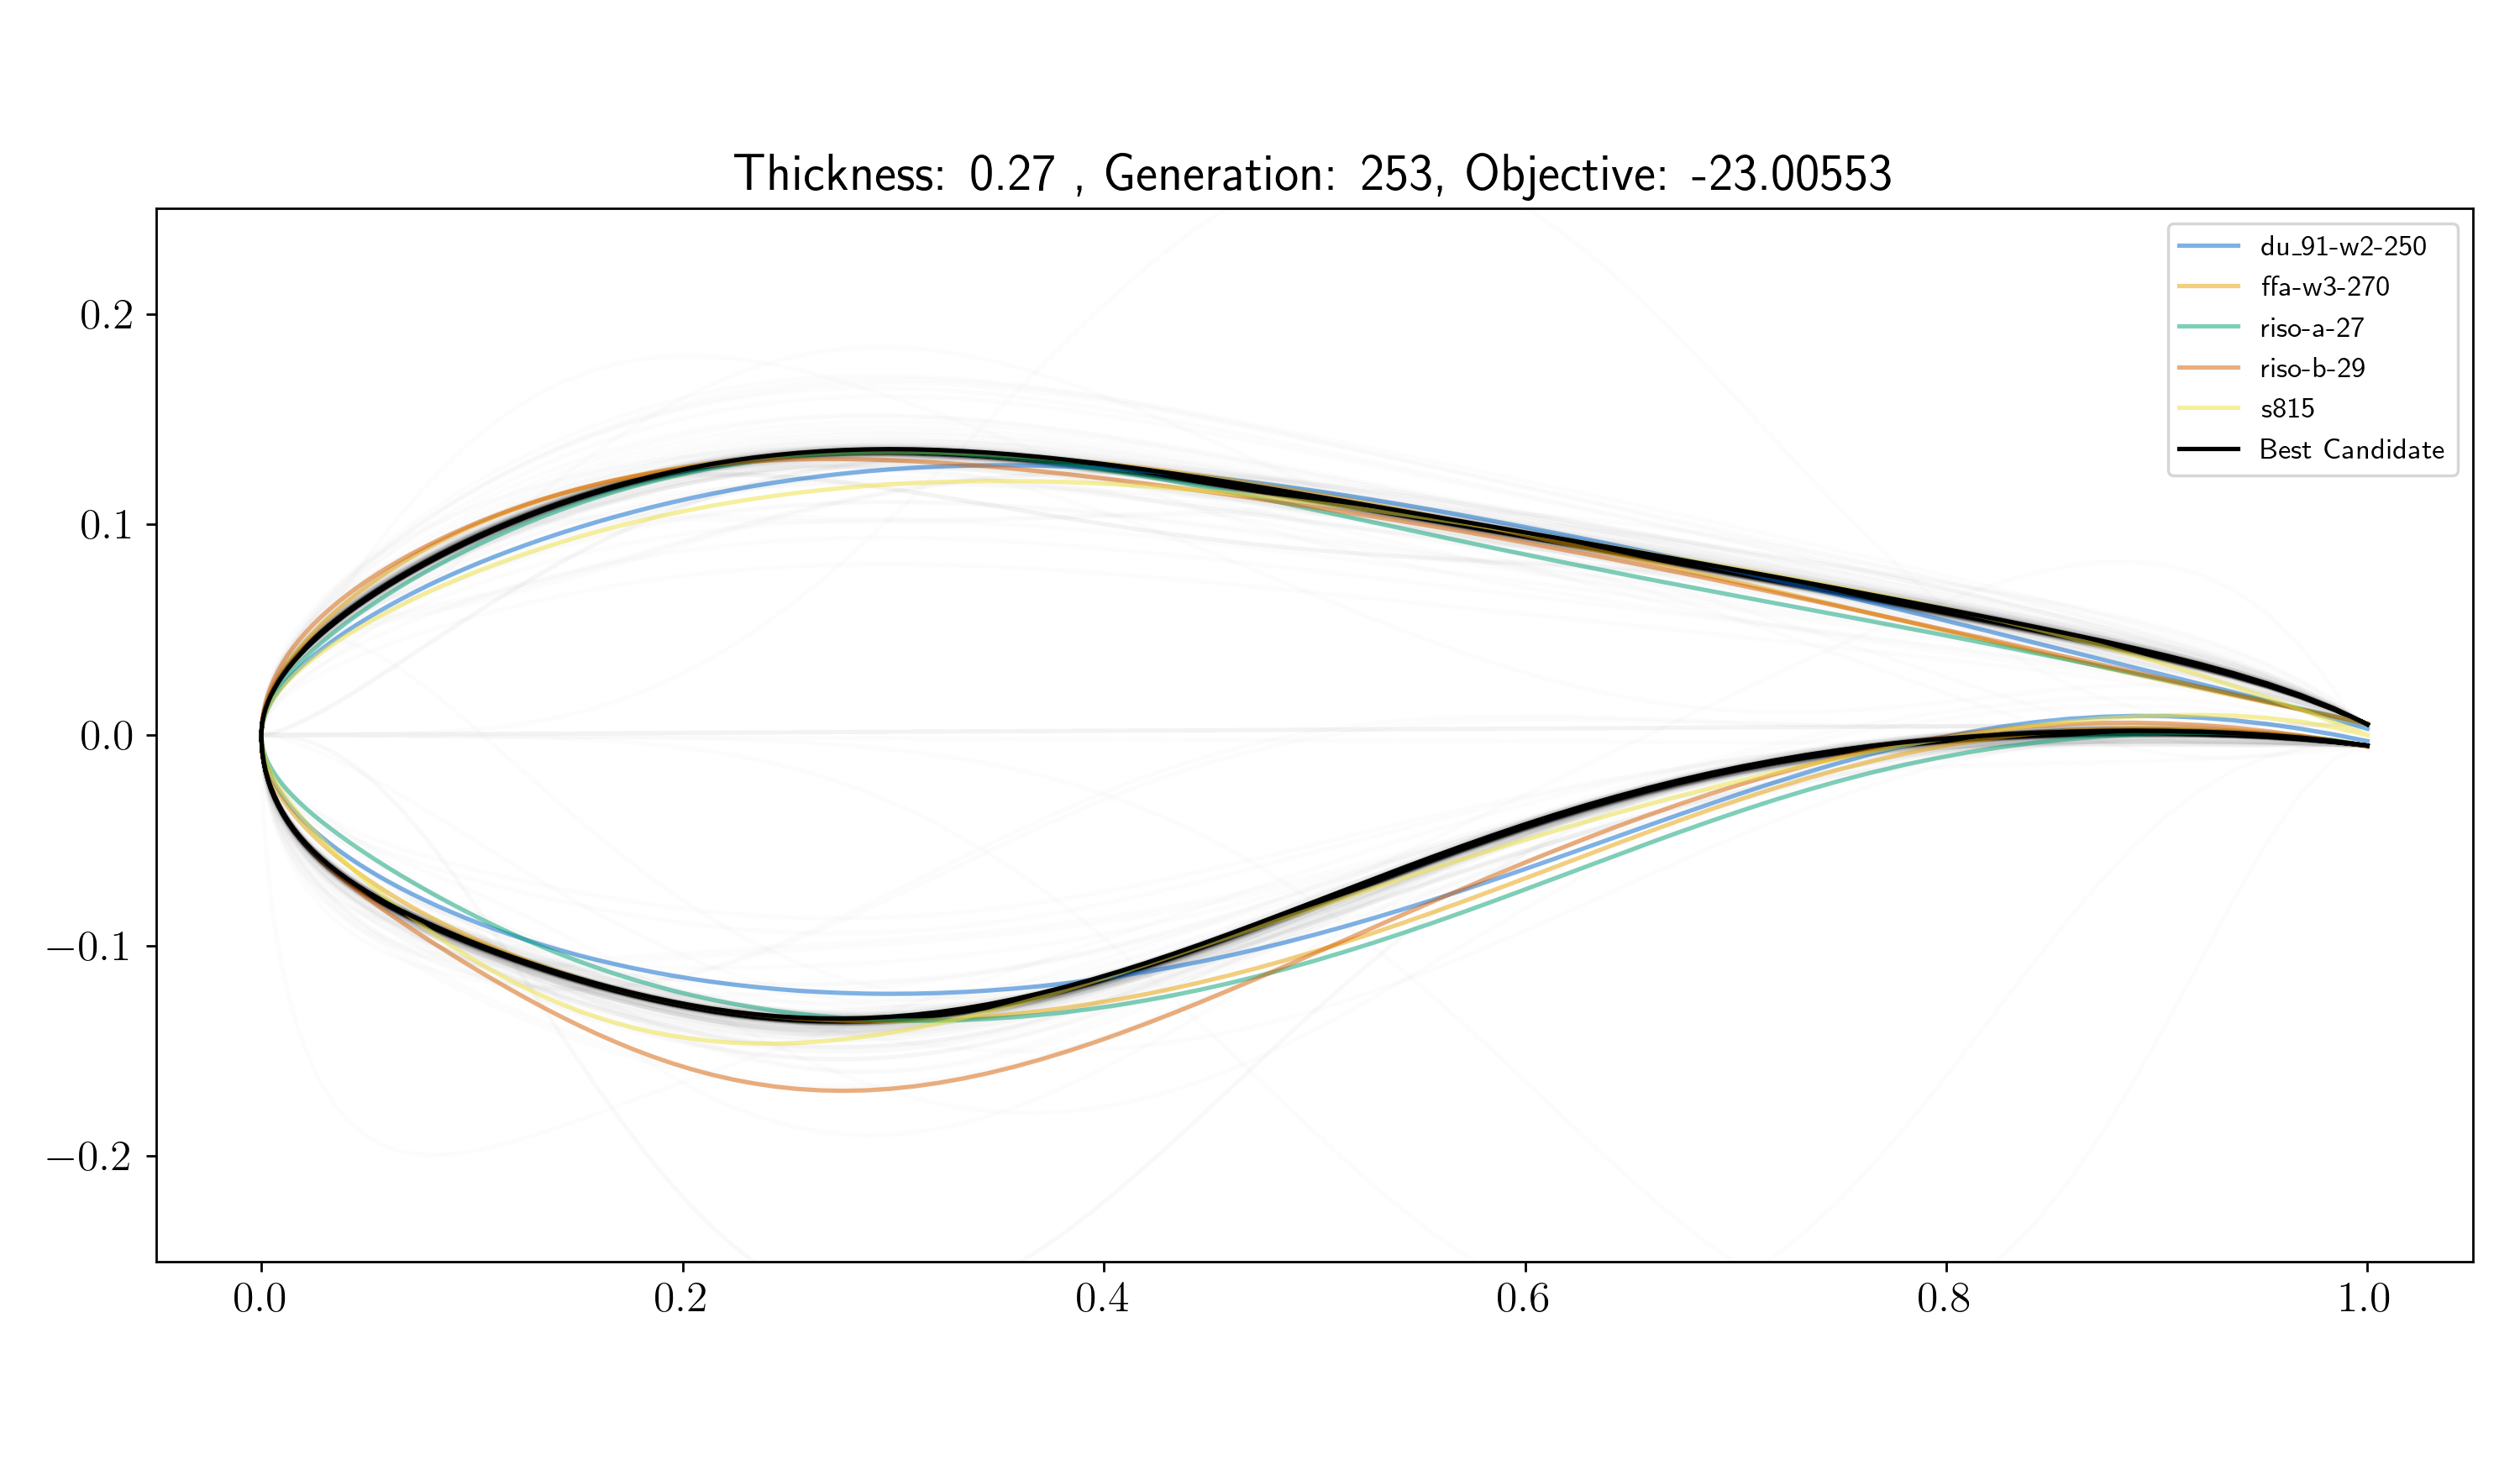 Thickness: 0.27 , Generation: 253, Objective: -23.00553
du_91-w2-250
ffa-w3-270
riso-a-27
riso-b-29
s815
Best Candidate
0.2
0.1
0.0
−0.1
−0.2
0.0 0.2 0.4 0.6 0.8 1.0